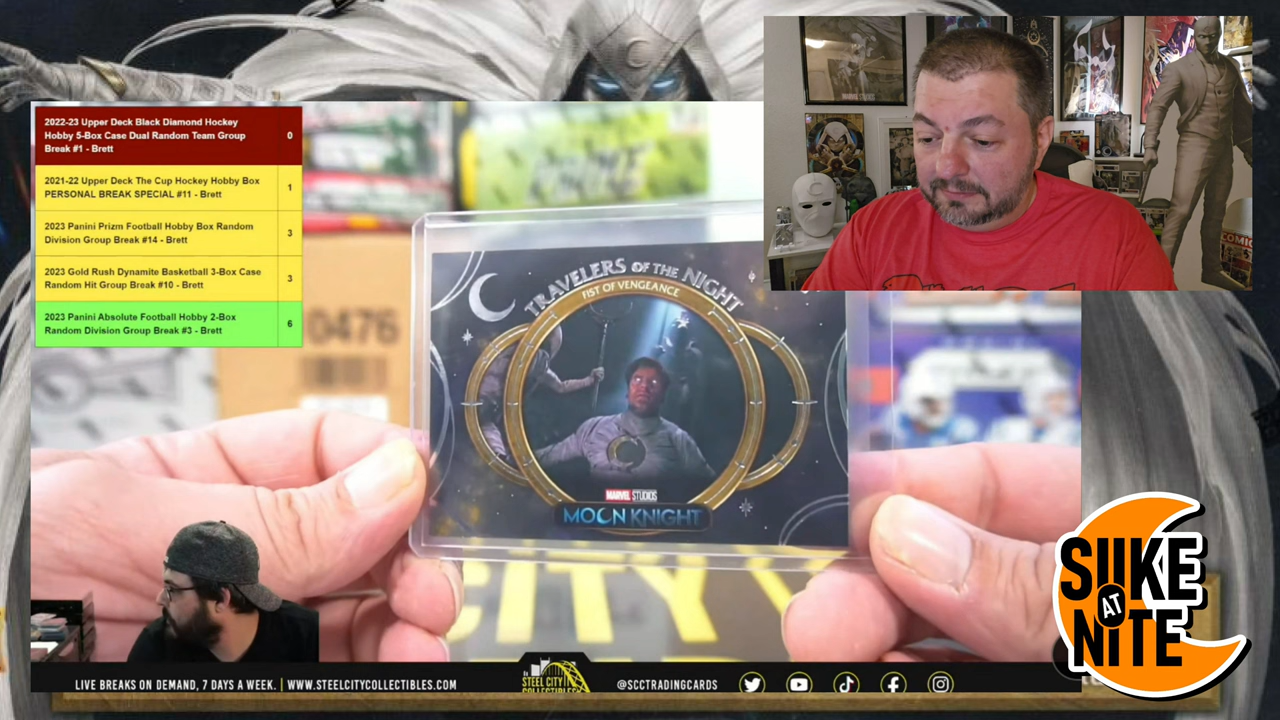 2022-23 Upper Deck Black Diamond Hockey
Hobby 5-Box Case Dual Random Team Group
Break #1 - Brett
0
2021-22 Upper Deck The Cup Hockey Hobby Box
PERSONAL BREAK SPECIAL #11 - Brett
1
2023 Panini Prizm Football Hobby Box Random
Division Group Break #14 - Brett
3
2023 Gold Rush Dynamite Basketball 3-Box Case
Random Hit Group Break #10 - Brett
3
2023 Panini Absolute Football Hobby 2-Box
Random Division Group Break #3 - Brett
6
0476
TRAVELERS OF THE NIGHT
FIST OF VENGEANCE
MARVEL STUDIOS
MOON KNIGHT
CITY
COMIC
SUKE
AT
NITE
LIVE BREAKS ON DEMAND, 7 DAYS A WEEK. | WWW.STEELCITYCOLLECTIBLES.COM
STEEL CITY
COLLECTIBLES
@SCCTRADINGCARDS